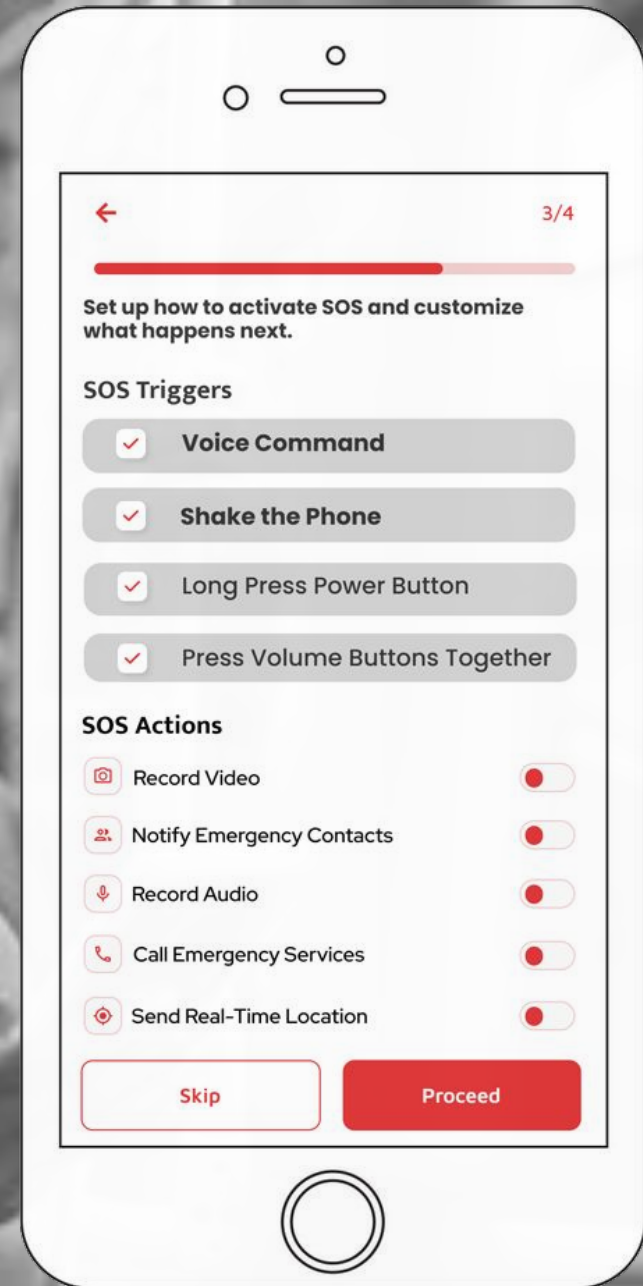 3/4
Set up how to activate SOS and customize
what happens next.
SOS Triggers
Voice Command
Shake the Phone
Long Press Power Button
Press Volume Buttons Together
SOS Actions
Record Video
Notify Emergency Contacts
Record Audio
Call Emergency Services
Send Real-Time Location
Skip
Proceed